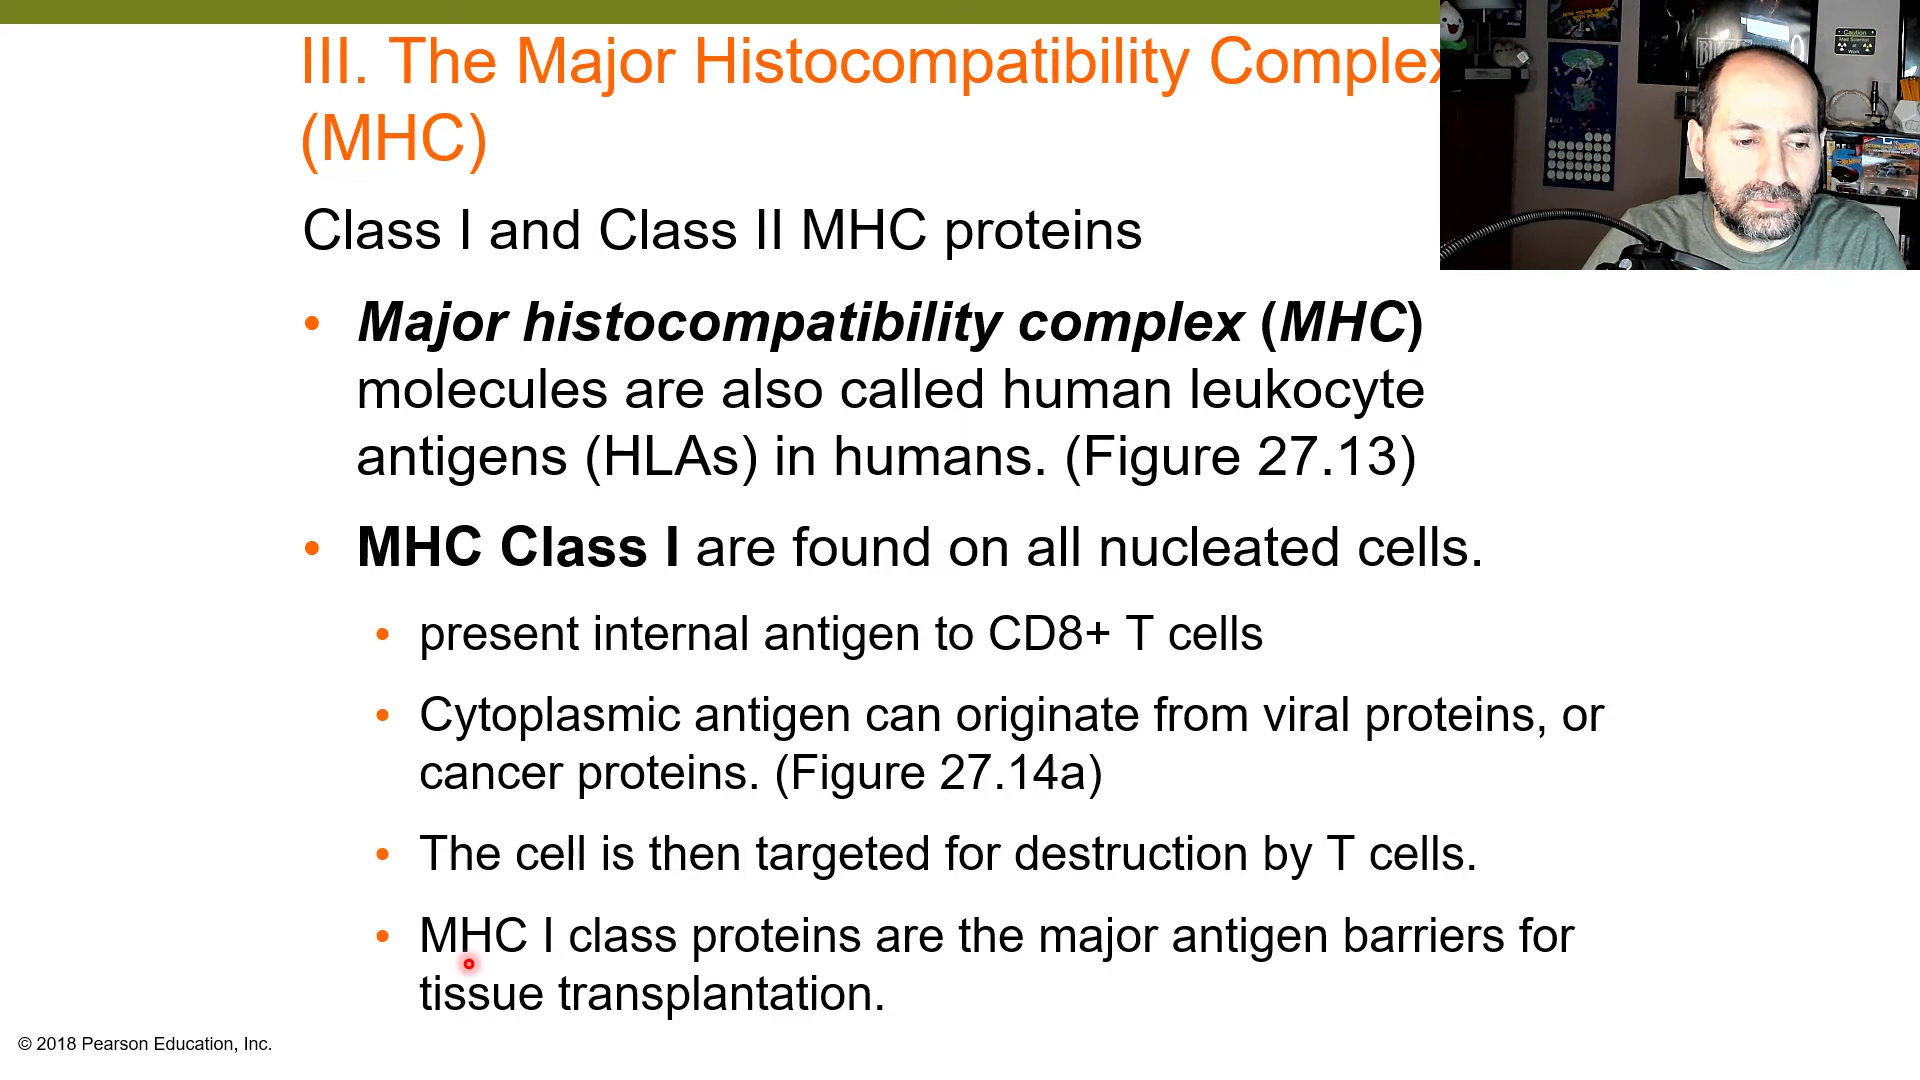 III. The Major Histocompatibility Complex
(MHC)
Class I and Class II MHC proteins
• Major histocompatibility complex (MHC)
molecules are also called human leukocyte
antigens (HLAs) in humans. (Figure 27.13)
• MHC Class I are found on all nucleated cells.
• present internal antigen to CD8+ T cells
• Cytoplasmic antigen can originate from viral proteins, or
cancer proteins. (Figure 27.14a)
• The cell is then targeted for destruction by T cells.
• MHC I class proteins are the major antigen barriers for
tissue transplantation.
© 2018 Pearson Education, Inc.
Caution